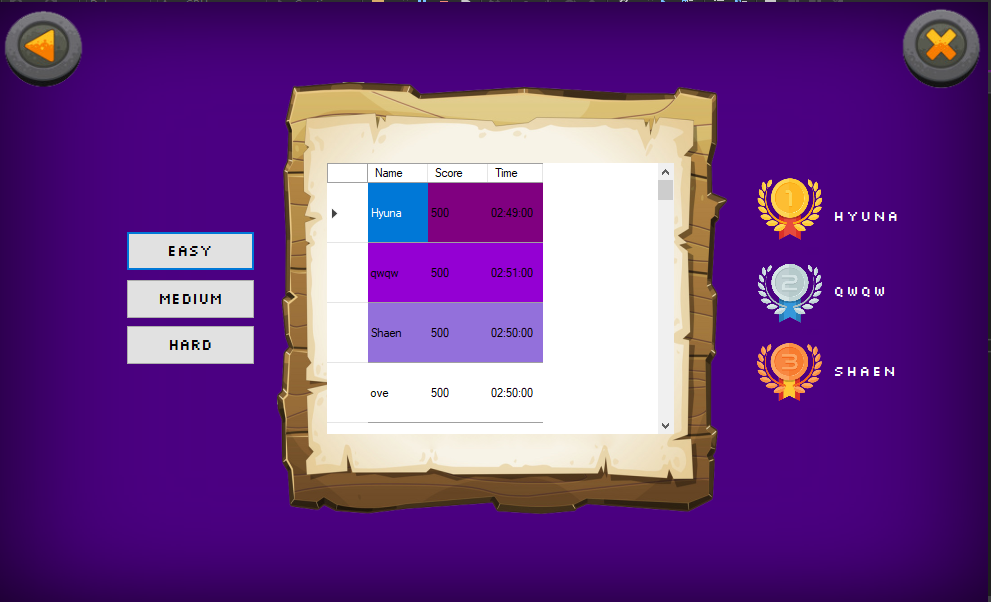 Name Score Time
Hyuna 500 02:49:00
qwqw 500 02:51:00
Shaen 500 02:50:00
ove 500 02:50:00
EASY
MEDIUM
HARD
1 HYUNA
2 QWQW
3 SHAEN